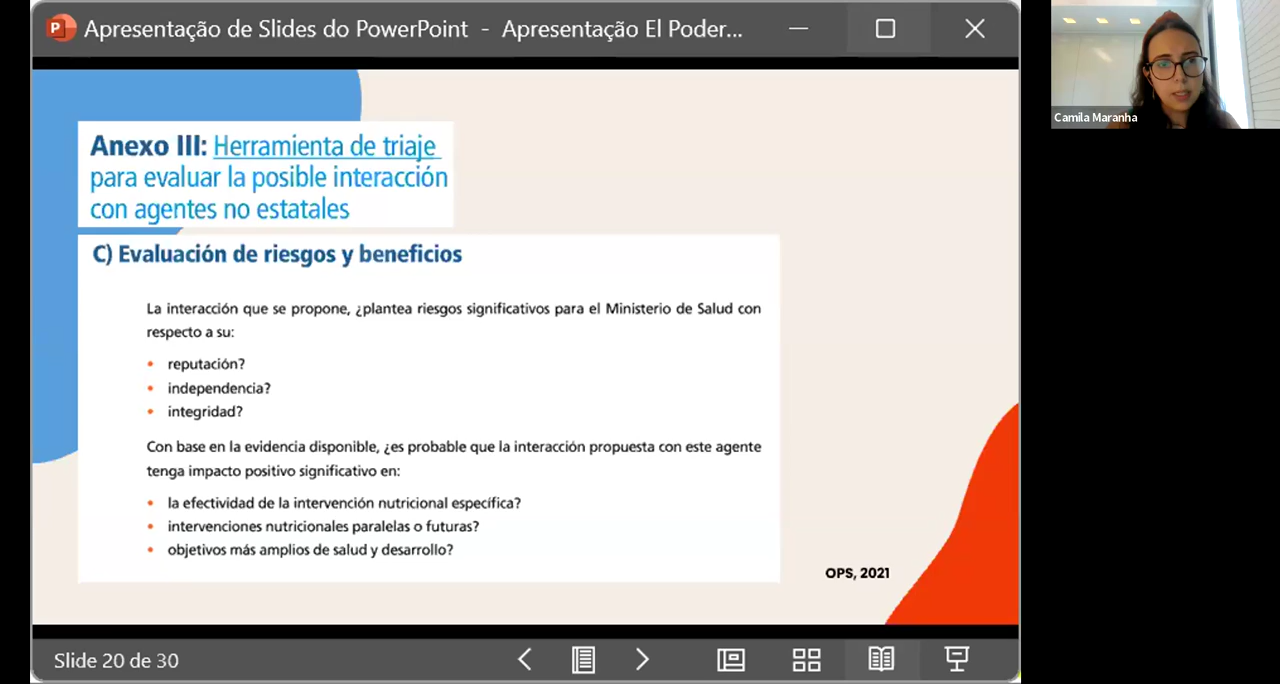 Apresentação de Slides do PowerPoint - Apresentação El Poder...
Camila Maranha
Anexo III: Herramienta de triaje
para evaluar la posible interacción
con agentes no estatales
C) Evaluación de riesgos y beneficios
La interacción que se propone, ¿plantea riesgos significativos para el Ministerio de Salud con
respecto a su:
• reputación?
• independencia?
• integridad?
Con base en la evidencia disponible, ¿es probable que la interacción propuesta con este agente
tenga impacto positivo significativo en:
• la efectividad de la intervención nutricional específica?
• intervenciones nutricionales paralelas o futuras?
• objetivos más amplios de salud y desarrollo?
OPS, 2021
Slide 20 de 30